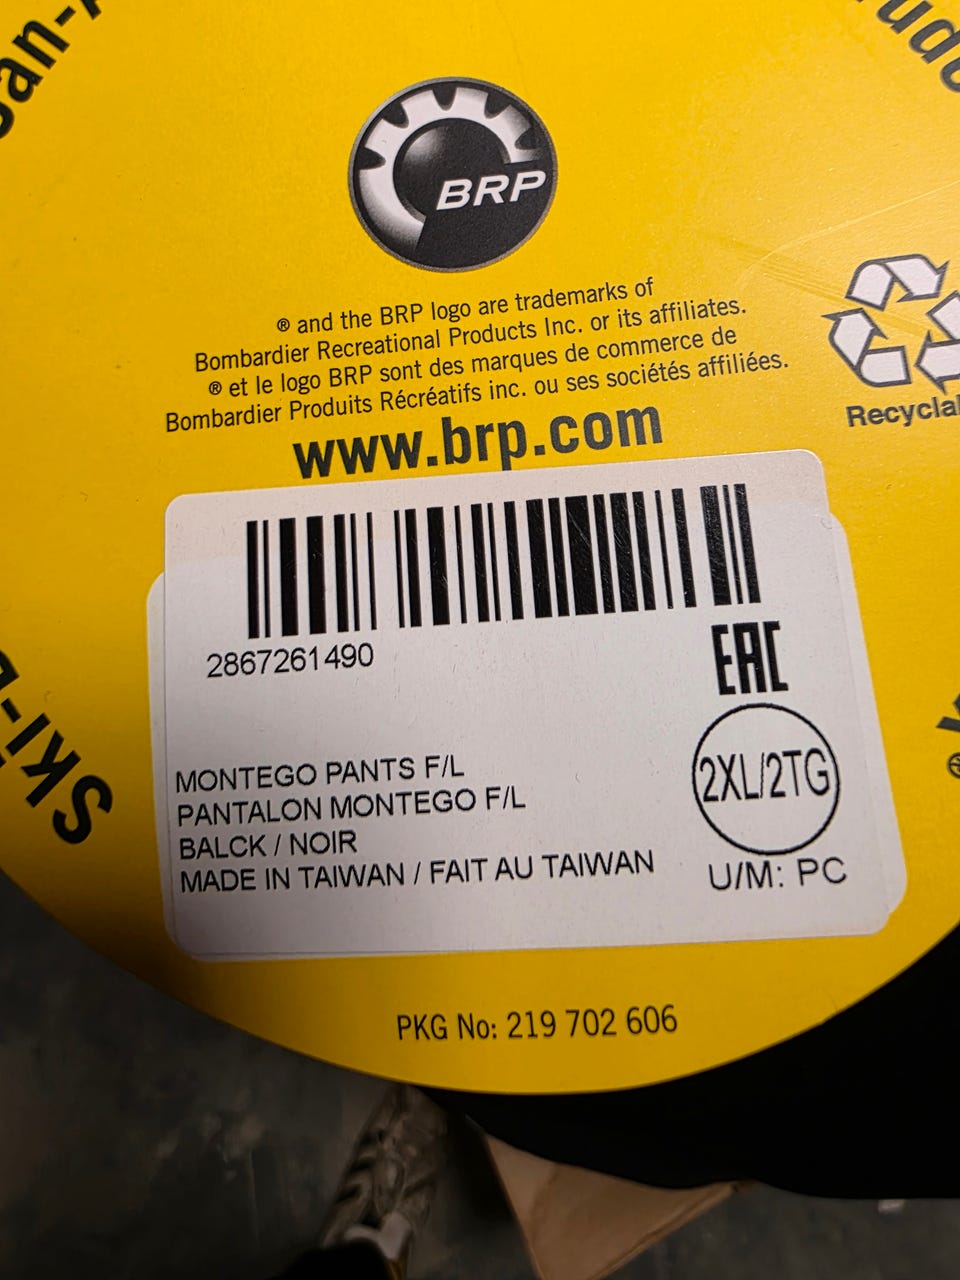 BRP
® and the BRP logo are trademarks of
Bombardier Recreational Products Inc. or its affiliates.
® et le logo BRP sont des marques de commerce de
Bombardier Produits Récréatifs inc. ou ses sociétés affiliées.
www.brp.com
2867261490
EAC
MONTEGO PANTS F/L
PANTALON MONTEGO F/L
BALCK / NOIR
MADE IN TAIWAN / FAIT AU TAIWAN
2XL/2TG
U/M: PC
PKG No: 219 702 606